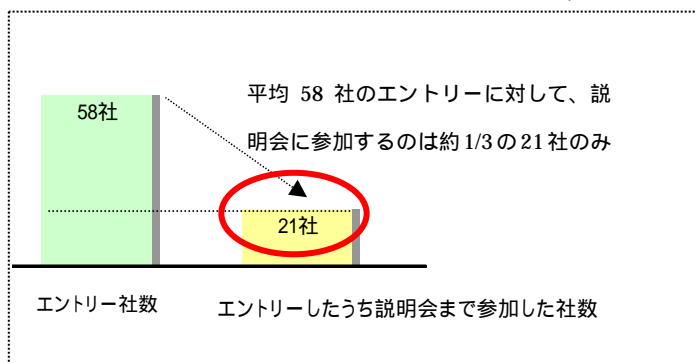 平均 58 社のエントリーに対して、説
明会に参加するのは約1/3の21社のみ
58社
21社
エントリー社数
エントリーしたうち説明会まで参加した社数